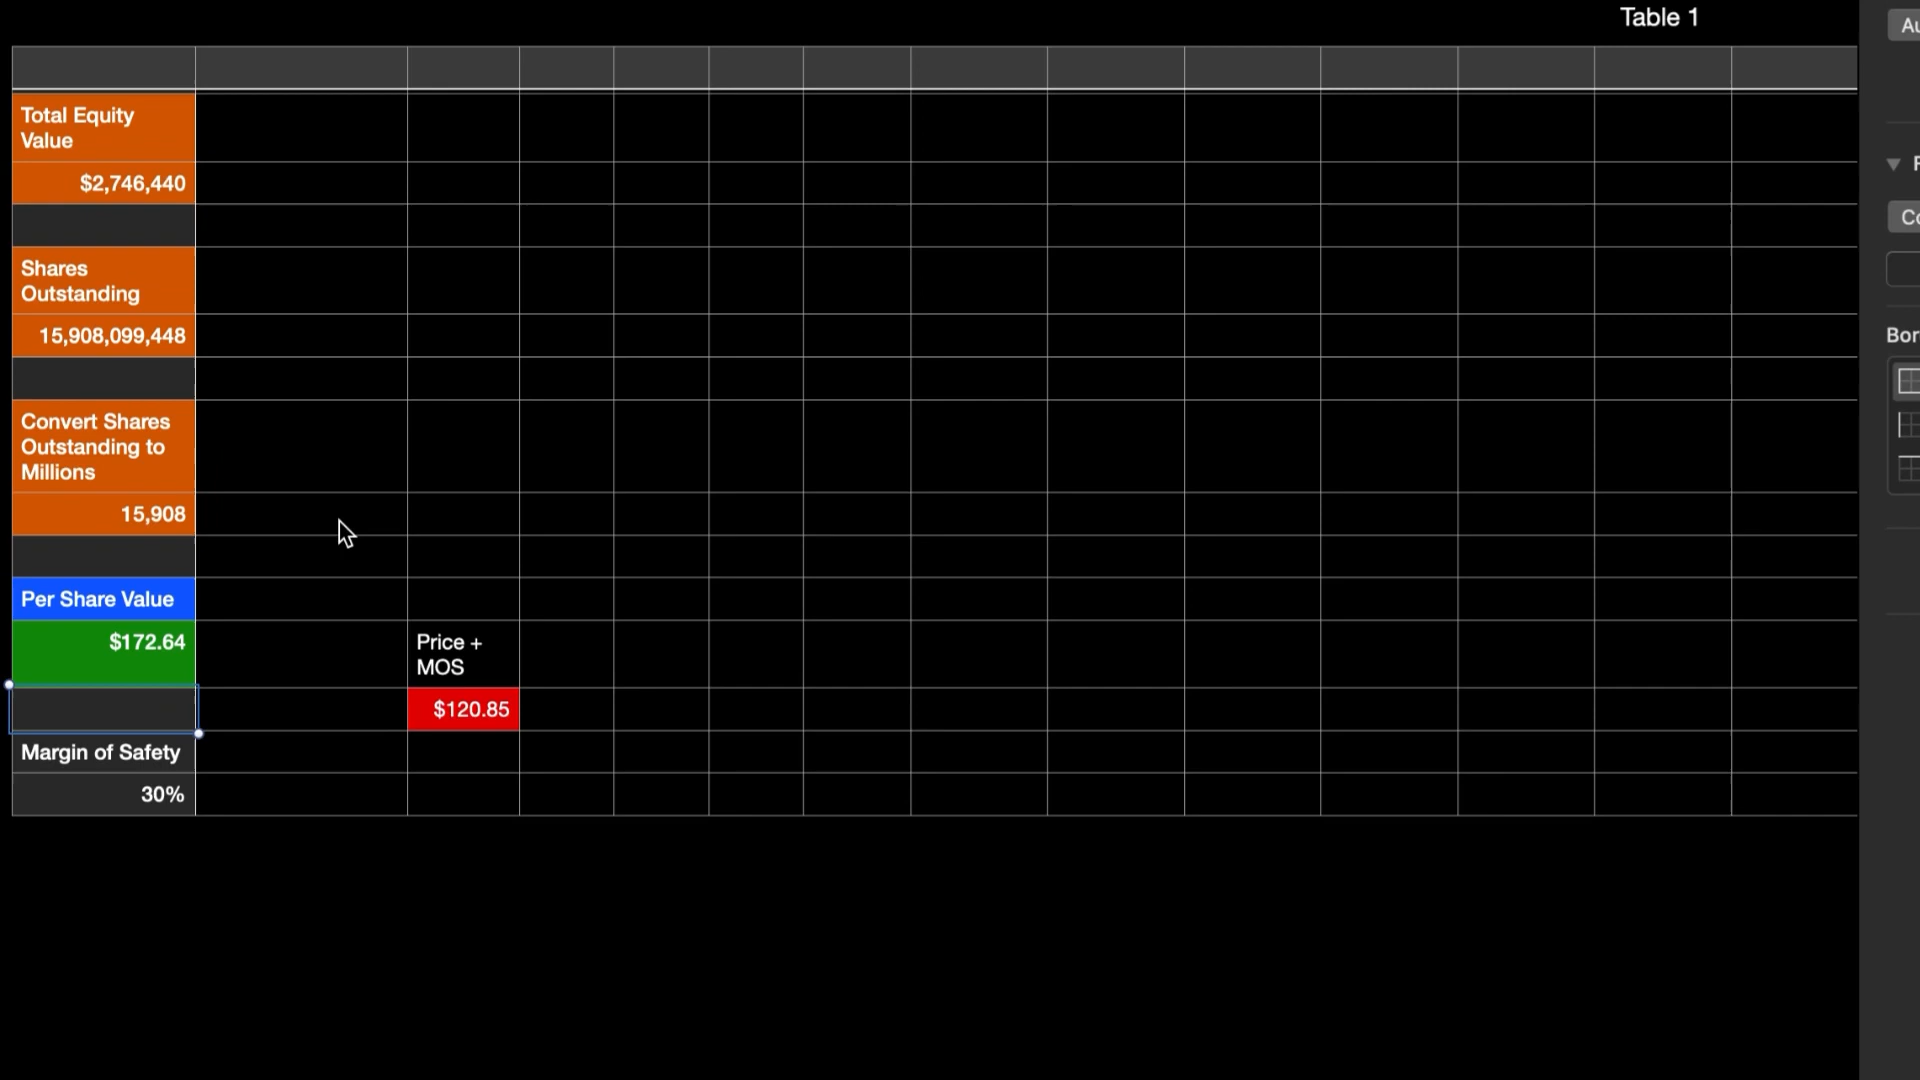 Table 1
Total Equity
Value
$2,746,440
Shares
Outstanding
15,908,099,448
Convert Shares
Outstanding to
Millions
15,908
Per Share Value
$172.64
Price +
MOS
$120.85
Margin of Safety
30%